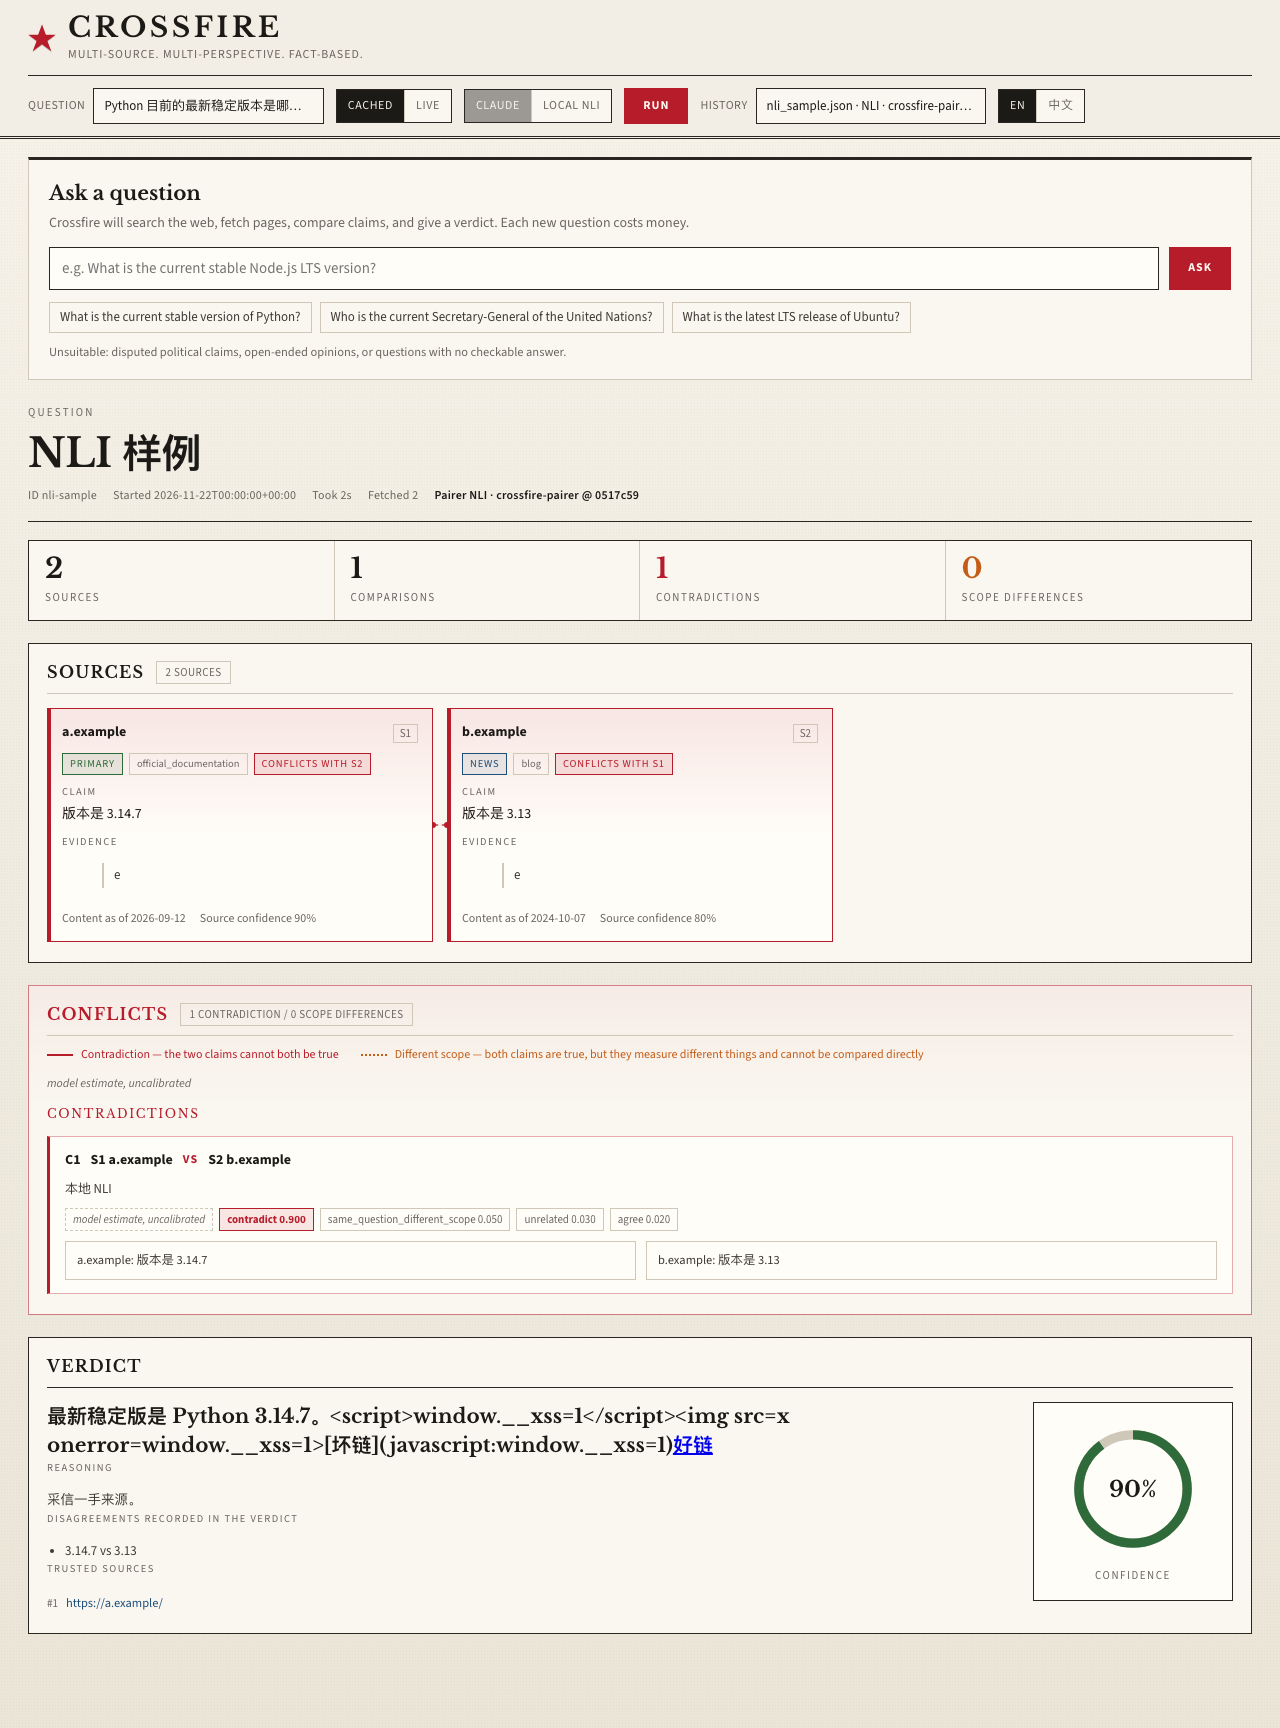 CROSSFIRE
MULTI-SOURCE. MULTI-PERSPECTIVE. FACT-BASED.
QUESTION Python 目前的最新稳定版本是哪… CACHED LIVE CLAUDE LOCAL NLI RUN HISTORY nli_sample.json · NLI · crossfire-pair… EN 中文
Ask a question
Crossfire will search the web, fetch pages, compare claims, and give a verdict. Each new question costs money.
e.g. What is the current stable Node.js LTS version? ASK
What is the current stable version of Python? Who is the current Secretary-General of the United Nations? What is the latest LTS release of Ubuntu?
Unsuitable: disputed political claims, open-ended opinions, or questions with no checkable answer.
QUESTION
NLI 样例
ID nli-sample Started 2026-11-22T00:00:00+00:00 Took 2s Fetched 2 Pairer NLI · crossfire-pairer @ 0517c59
2 1 1 0
SOURCES COMPARISONS CONTRADICTIONS SCOPE DIFFERENCES
SOURCES 2 SOURCES
a.example S1
PRIMARY official_documentation CONFLICTS WITH S2
CLAIM
版本是 3.14.7
EVIDENCE
e
Content as of 2026-09-12 Source confidence 90%
b.example S2
NEWS blog CONFLICTS WITH S1
CLAIM
版本是 3.13
EVIDENCE
e
Content as of 2024-10-07 Source confidence 80%
CONFLICTS 1 CONTRADICTION / 0 SCOPE DIFFERENCES
Contradiction — the two claims cannot both be true Different scope — both claims are true, but they measure different things and cannot be compared directly
model estimate, uncalibrated
CONTRADICTIONS
C1 S1 a.example VS S2 b.example
本地 NLI
model estimate, uncalibrated contradict 0.900 same_question_different_scope 0.050 unrelated 0.030 agree 0.020
a.example: 版本是 3.14.7 b.example: 版本是 3.13
VERDICT
最新稳定版是 Python 3.14.7。<script>window.__xss=1</script><img src=x
onerror=window.__xss=1>[坏链](javascript:window.__xss=1)好链
REASONING
采信一手来源。
DISAGREEMENTS RECORDED IN THE VERDICT
• 3.14.7 vs 3.13
TRUSTED SOURCES
#1 https://a.example/
90%
CONFIDENCE